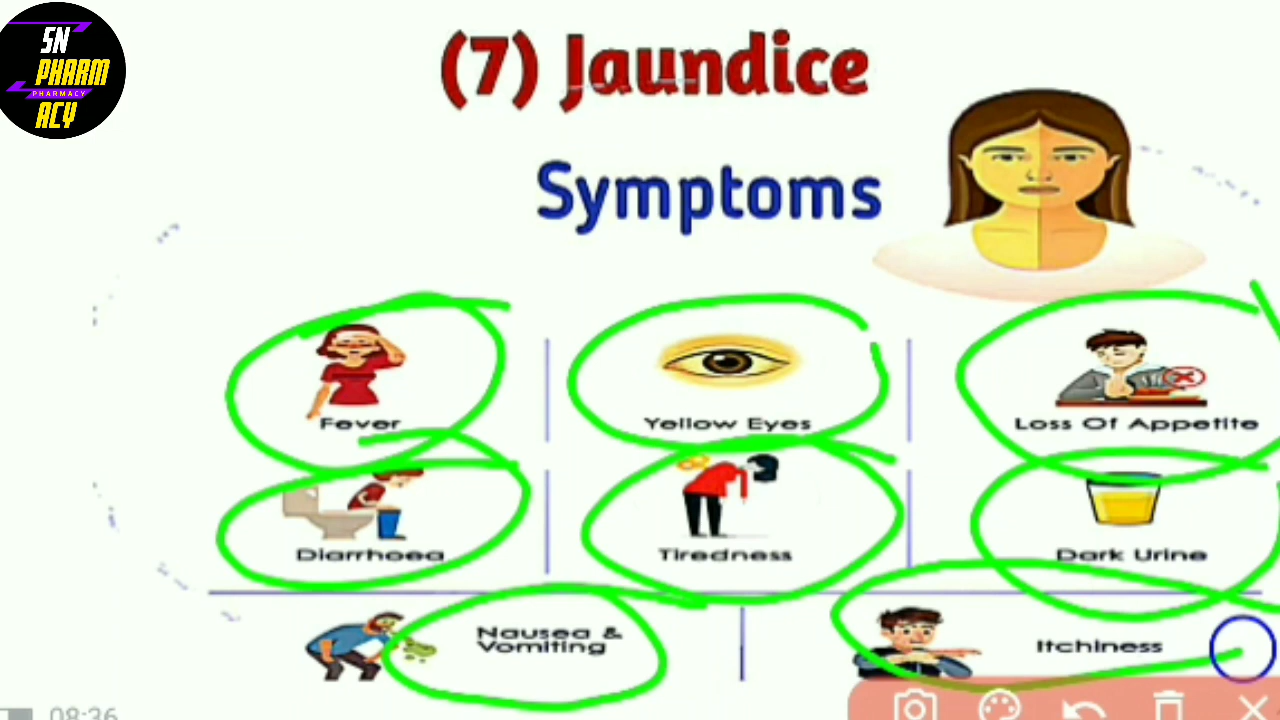 SN
PHARM
PHARMACY
ACY
(7) Jaundice
Symptoms
Fever
Yellow Eyes
Loss Of Appetite
Diarrhoea
Tiredness
Dark Urine
Nausea &
Vomiting
Itchiness
08:36